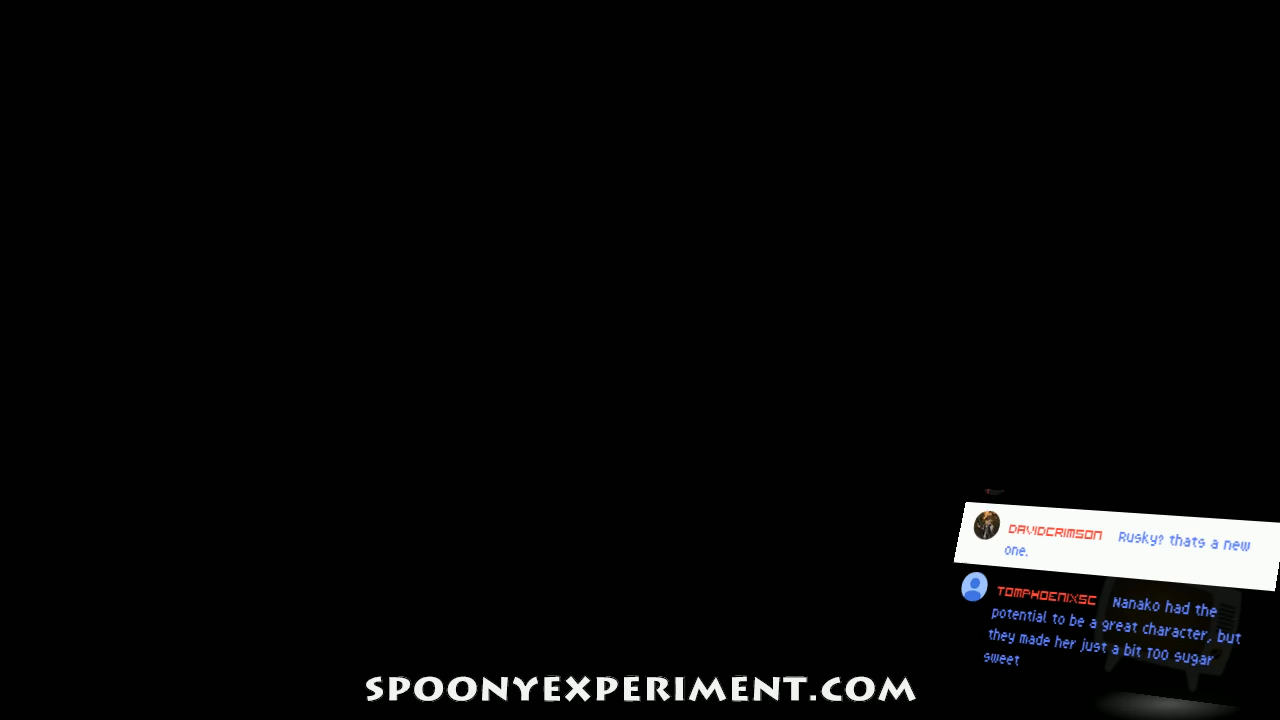 DAVIDCRIMSON Rusky? thats a new
one.
TOMPHOENIXSC Nanako had the
potential to be a great character, but
they made her just a bit TOO sugar
sweet
SPOONYEXPERIMENT.COM